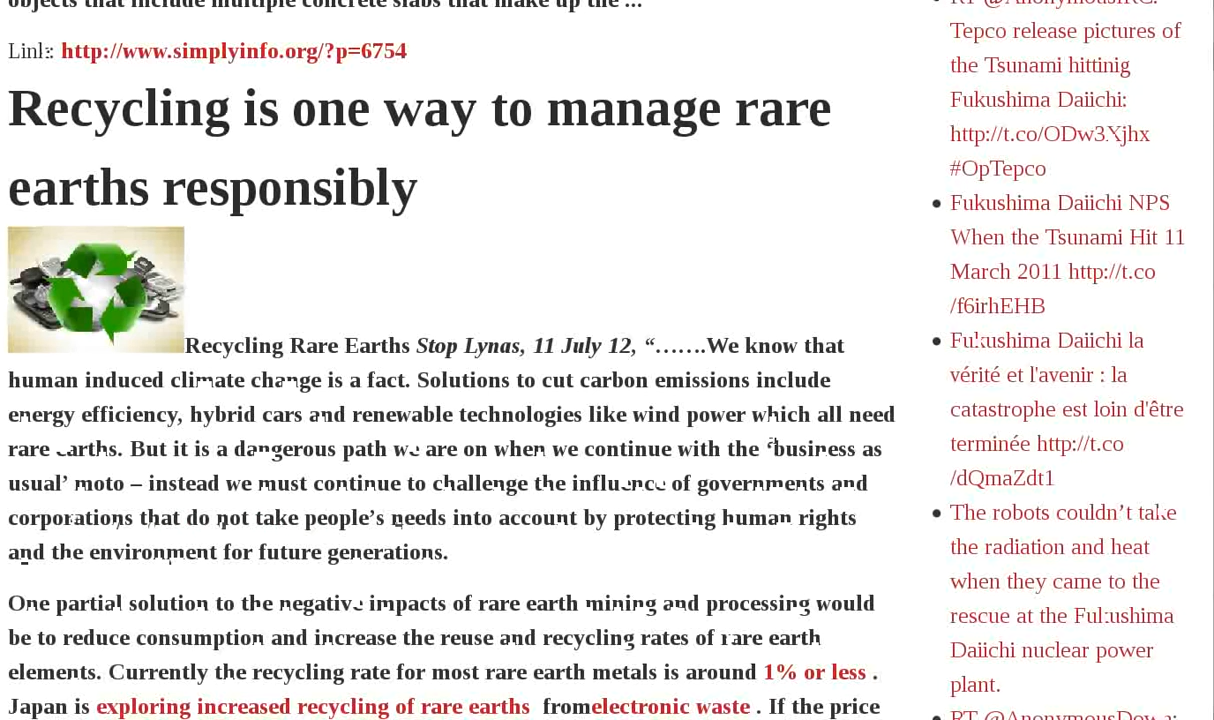 objects that include multiple concrete slabs that make up the ...
Link: http://www.simplyinfo.org/?p=6754
Recycling is one way to manage rare
earths responsibly
Recycling Rare Earths Stop Lynas, 11 July 12, “…….We know that
human induced climate change is a fact. Solutions to cut carbon emissions include
energy efficiency, hybrid cars and renewable technologies like wind power which all need
rare earths. But it is a dangerous path we are on when we continue with the ‘business as
usual’ moto – instead we must continue to challenge the influence of governments and
corporations that do not take people’s needs into account by protecting human rights
and the environment for future generations.
One partial solution to the negative impacts of rare earth mining and processing would
be to reduce consumption and increase the reuse and recycling rates of rare earth
elements. Currently the recycling rate for most rare earth metals is around 1% or less .
Japan is exploring increased recycling of rare earths  fromelectronic waste . If the price
RT @AnonymousIRC:
Tepco release pictures of
the Tsunami hittinig
Fukushima Daiichi:
http://t.co/ODw3Xjhx
#OpTepco
Fukushima Daiichi NPS
When the Tsunami Hit 11
March 2011 http://t.co
/f6irhEHB
Fukushima Daiichi la
vérité et l'avenir : la
catastrophe est loin d'être
terminée http://t.co
/dQmaZdt1
The robots couldn’t take
the radiation and heat
when they came to the
rescue at the Fukushima
Daiichi nuclear power
plant.
RT @AnonymousDown: